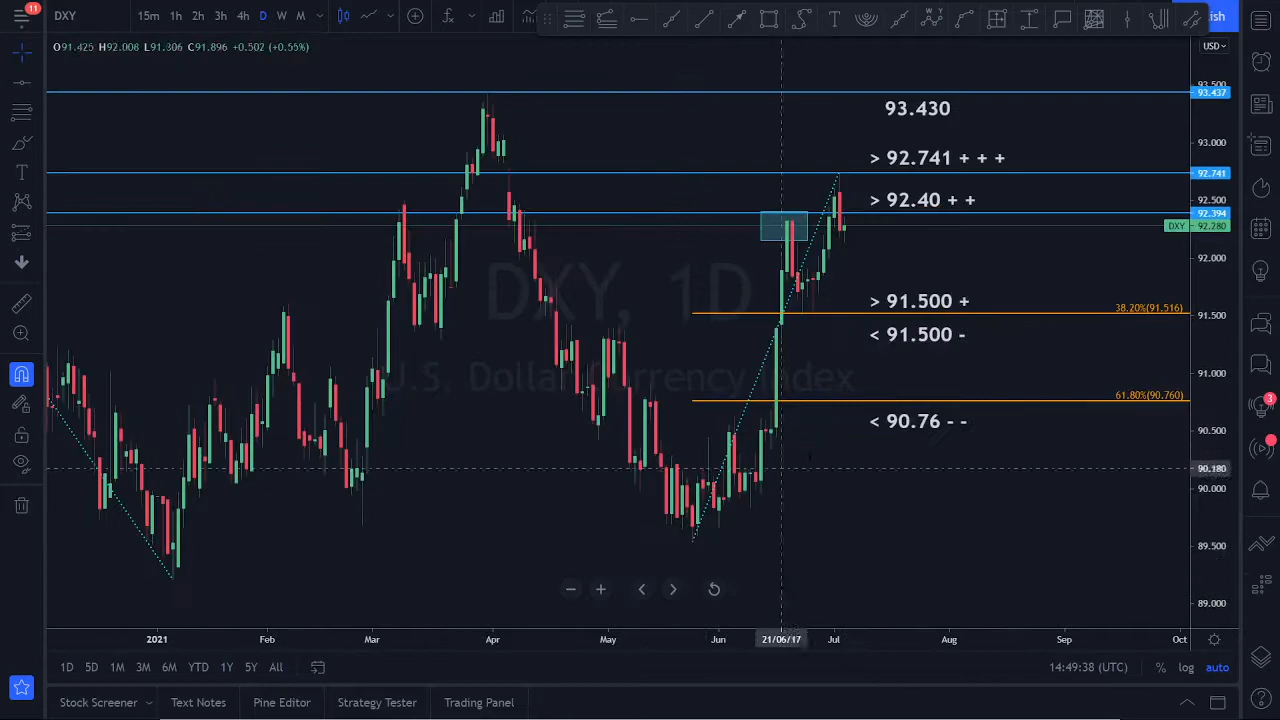 11
DXY
15m 1h 2h 3h 4h D W M
ish
O91.425 H92.008 L91.306 C91.896 +0.502 (+0.55%)
USD
93.500
93.437
93.430
93.000
> 92.741 + + +
92.741
> 92.40 + +
92.500
92.394
DXY 92.280
92.000
DXY, 1D
> 91.500 +
38.20%(91.516)
91.500
< 91.500 -
U.S. Dollar Currency Index
91.000
61.80%(90.760)
3
< 90.76 - -
90.500
90.180
90.000
89.500
89.000
2021 Feb Mar Apr May Jun 21/06/17 Jul Aug Sep Oct
1D 5D 1M 3M 6M YTD 1Y 5Y All
14:49:38 (UTC) % log auto
Stock Screener Text Notes Pine Editor Strategy Tester Trading Panel